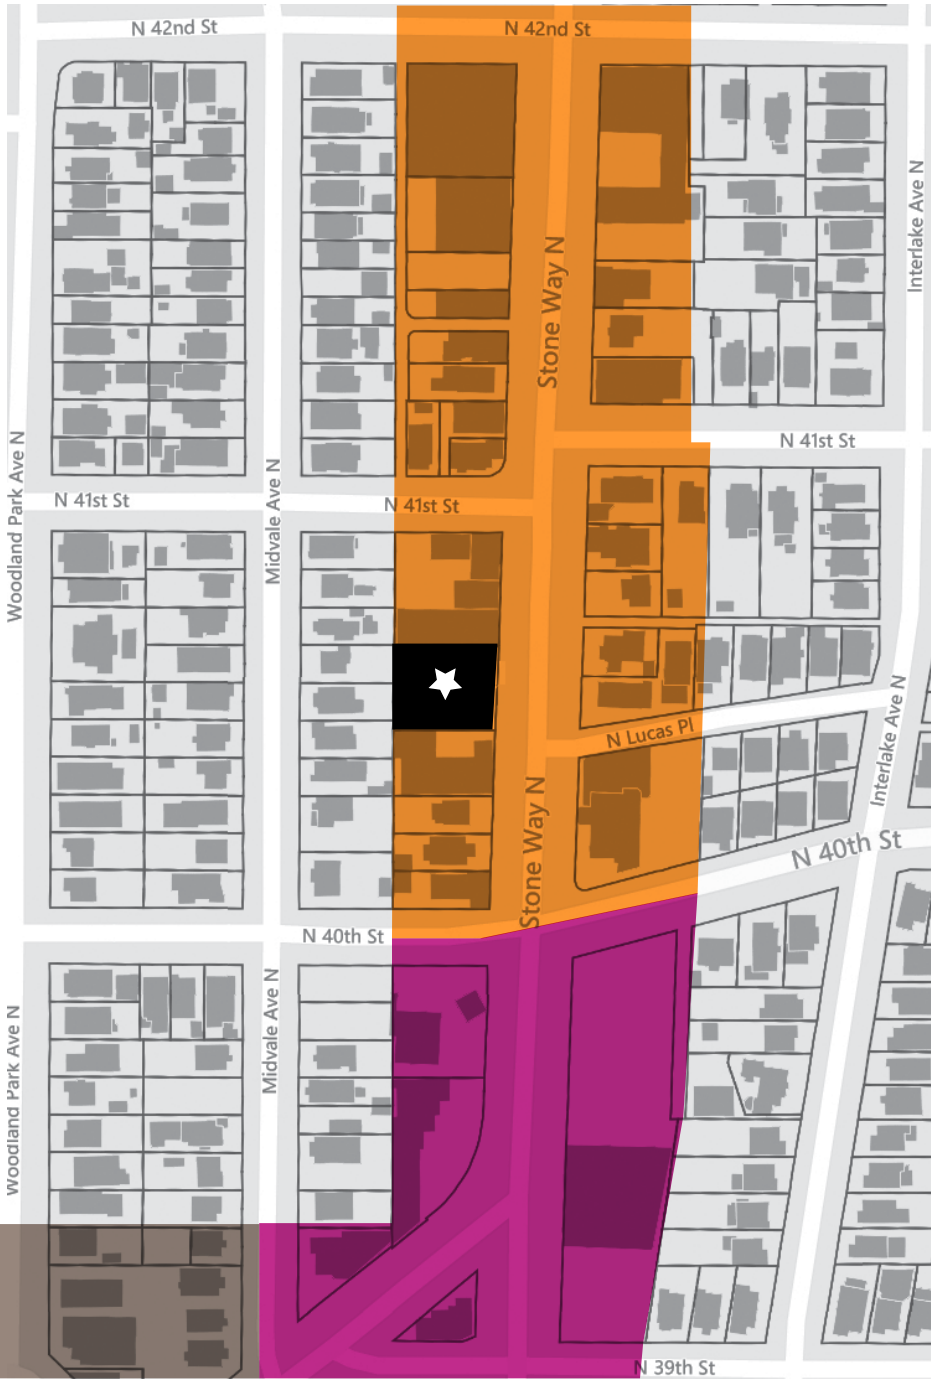 N 42nd St
N 42nd St
Interlake Ave N
Stone Way N
N 41st St
Woodland Park Ave N
Midvale Ave N
N 41st St
N 41st St
Interlake Ave N
N Lucas Pl
Stone Way N
N 40th St
N 40th St
Midvale Ave N
Woodland Park Ave N
N 39th St